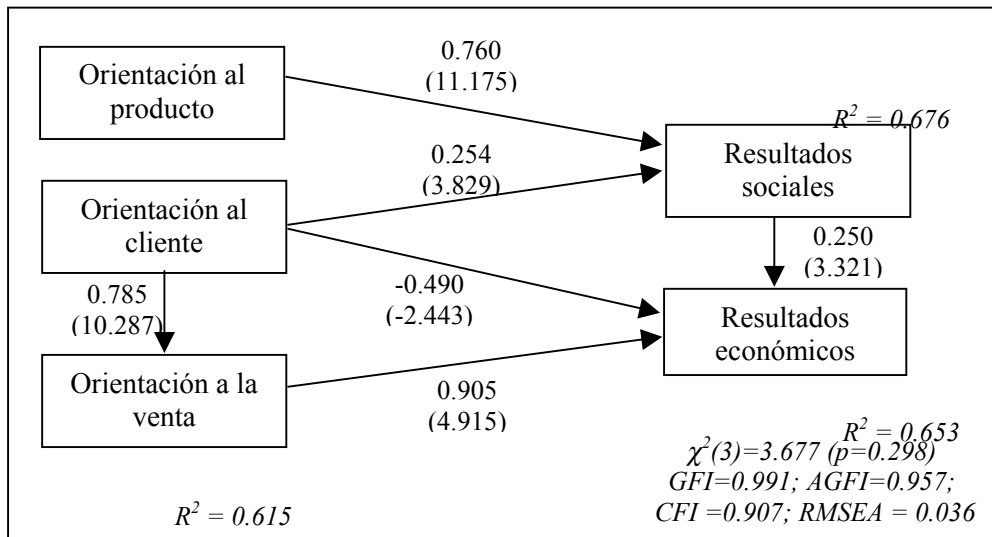 Orientación al
producto
0.760
(11.175)
R² = 0.676
Resultados
sociales
0.254
(3.829)
Orientación al
cliente
0.250
(3.321)
0.785
(10.287)
-0.490
(-2.443)
Resultados
económicos
Orientación a la
venta
0.905
(4.915)
R² = 0.653
χ²(3)=3.677 (p=0.298)
GFI=0.991; AGFI=0.957;
CFI =0.907; RMSEA = 0.036
R² = 0.615